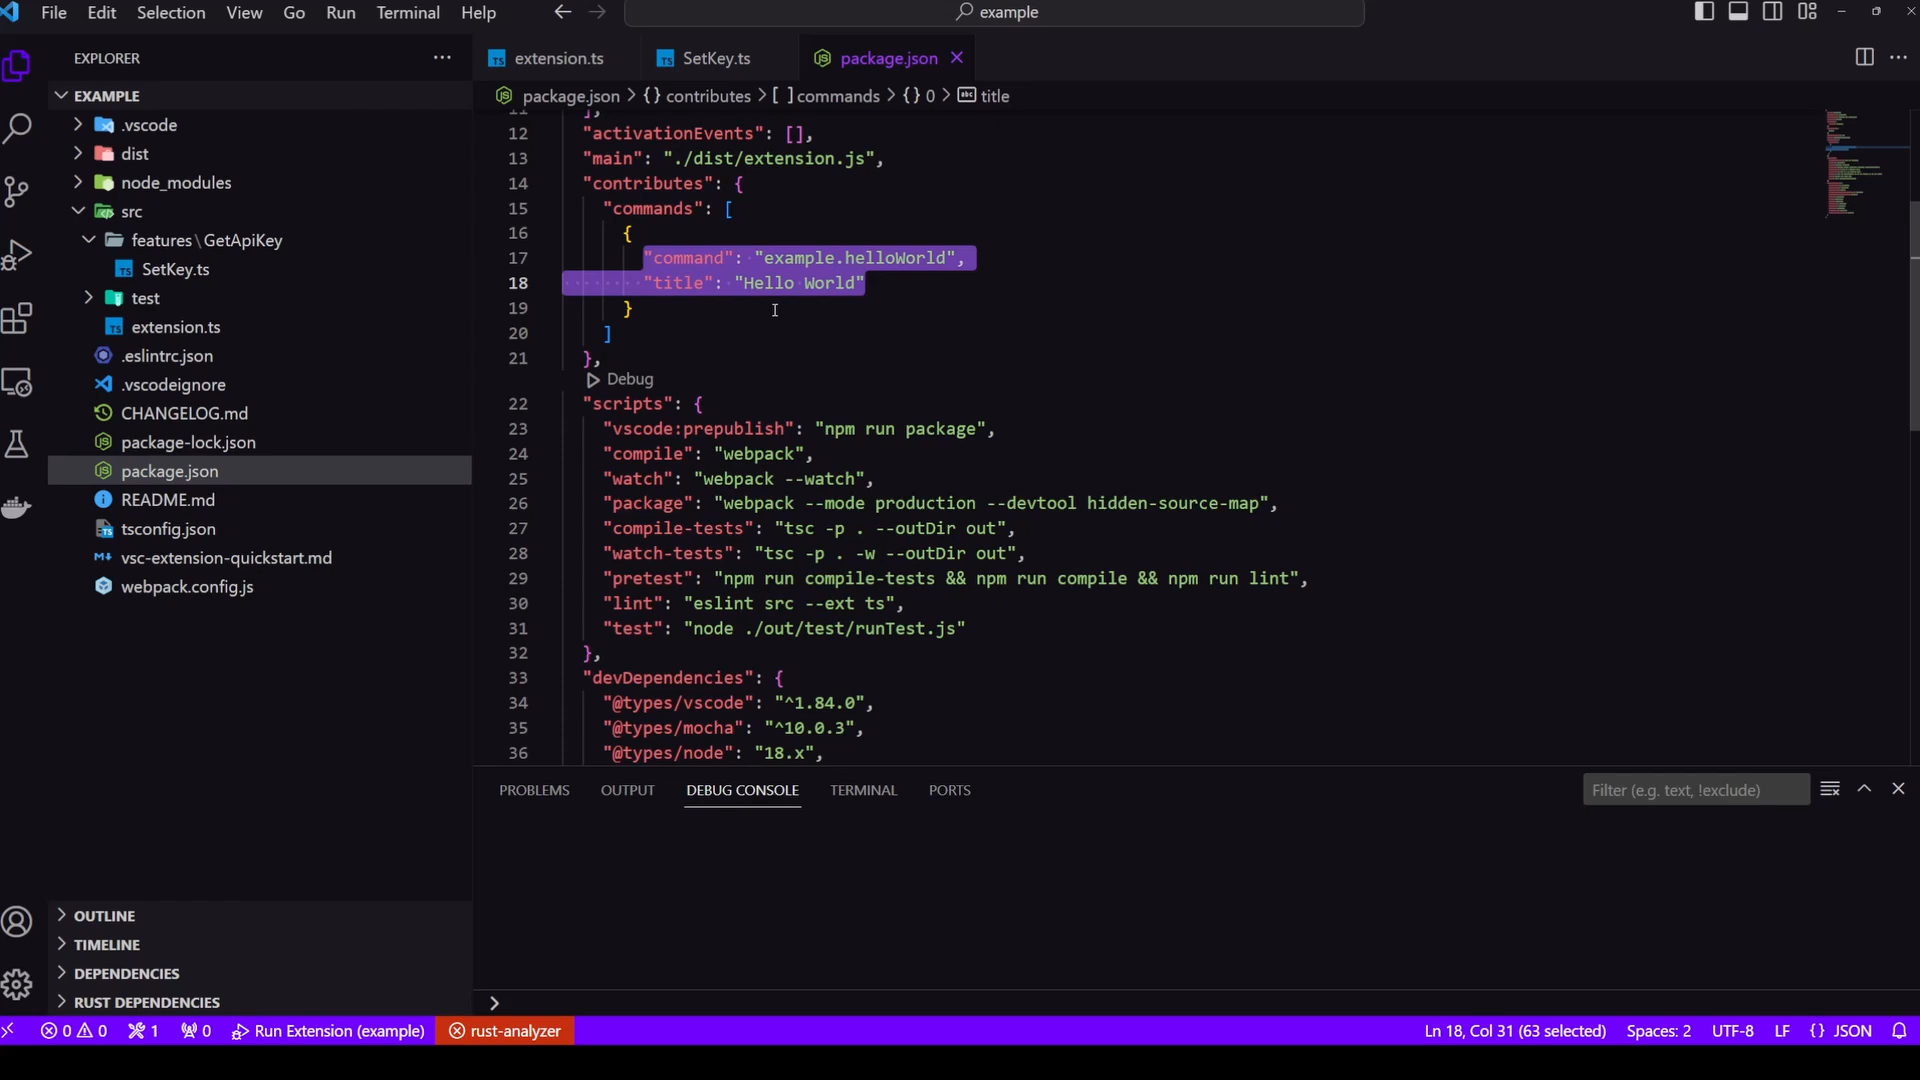 File Edit Selection View Go Run Terminal Help example
EXPLORER
EXAMPLE
.vscode
dist
node_modules
src
features\GetApiKey
SetKey.ts
test
extension.ts
.eslintrc.json
.vscodeignore
CHANGELOG.md
package-lock.json
package.json
README.md
tsconfig.json
vsc-extension-quickstart.md
webpack.config.js
OUTLINE
TIMELINE
DEPENDENCIES
RUST DEPENDENCIES
extension.ts SetKey.ts package.json
package.json > {} contributes > [ ] commands > {} 0 > abc title
11 ],
12 "activationEvents": [],
13 "main": "./dist/extension.js",
14 "contributes": {
15 "commands": [
16 {
17 "command": "example.helloWorld",
18 "title": "Hello World"
19 }
20 ]
21 },
Debug
22 "scripts": {
23 "vscode:prepublish": "npm run package",
24 "compile": "webpack",
25 "watch": "webpack --watch",
26 "package": "webpack --mode production --devtool hidden-source-map",
27 "compile-tests": "tsc -p . --outDir out",
28 "watch-tests": "tsc -p . -w --outDir out",
29 "pretest": "npm run compile-tests && npm run compile && npm run lint",
30 "lint": "eslint src --ext ts",
31 "test": "node ./out/test/runTest.js"
32 },
33 "devDependencies": {
34 "@types/vscode": "^1.84.0",
35 "@types/mocha": "^10.0.3",
36 "@types/node": "18.x",
PROBLEMS OUTPUT DEBUG CONSOLE TERMINAL PORTS Filter (e.g. text, !exclude)
0 0 1 0 Run Extension (example) rust-analyzer Ln 18, Col 31 (63 selected) Spaces: 2 UTF-8 LF {} JSON